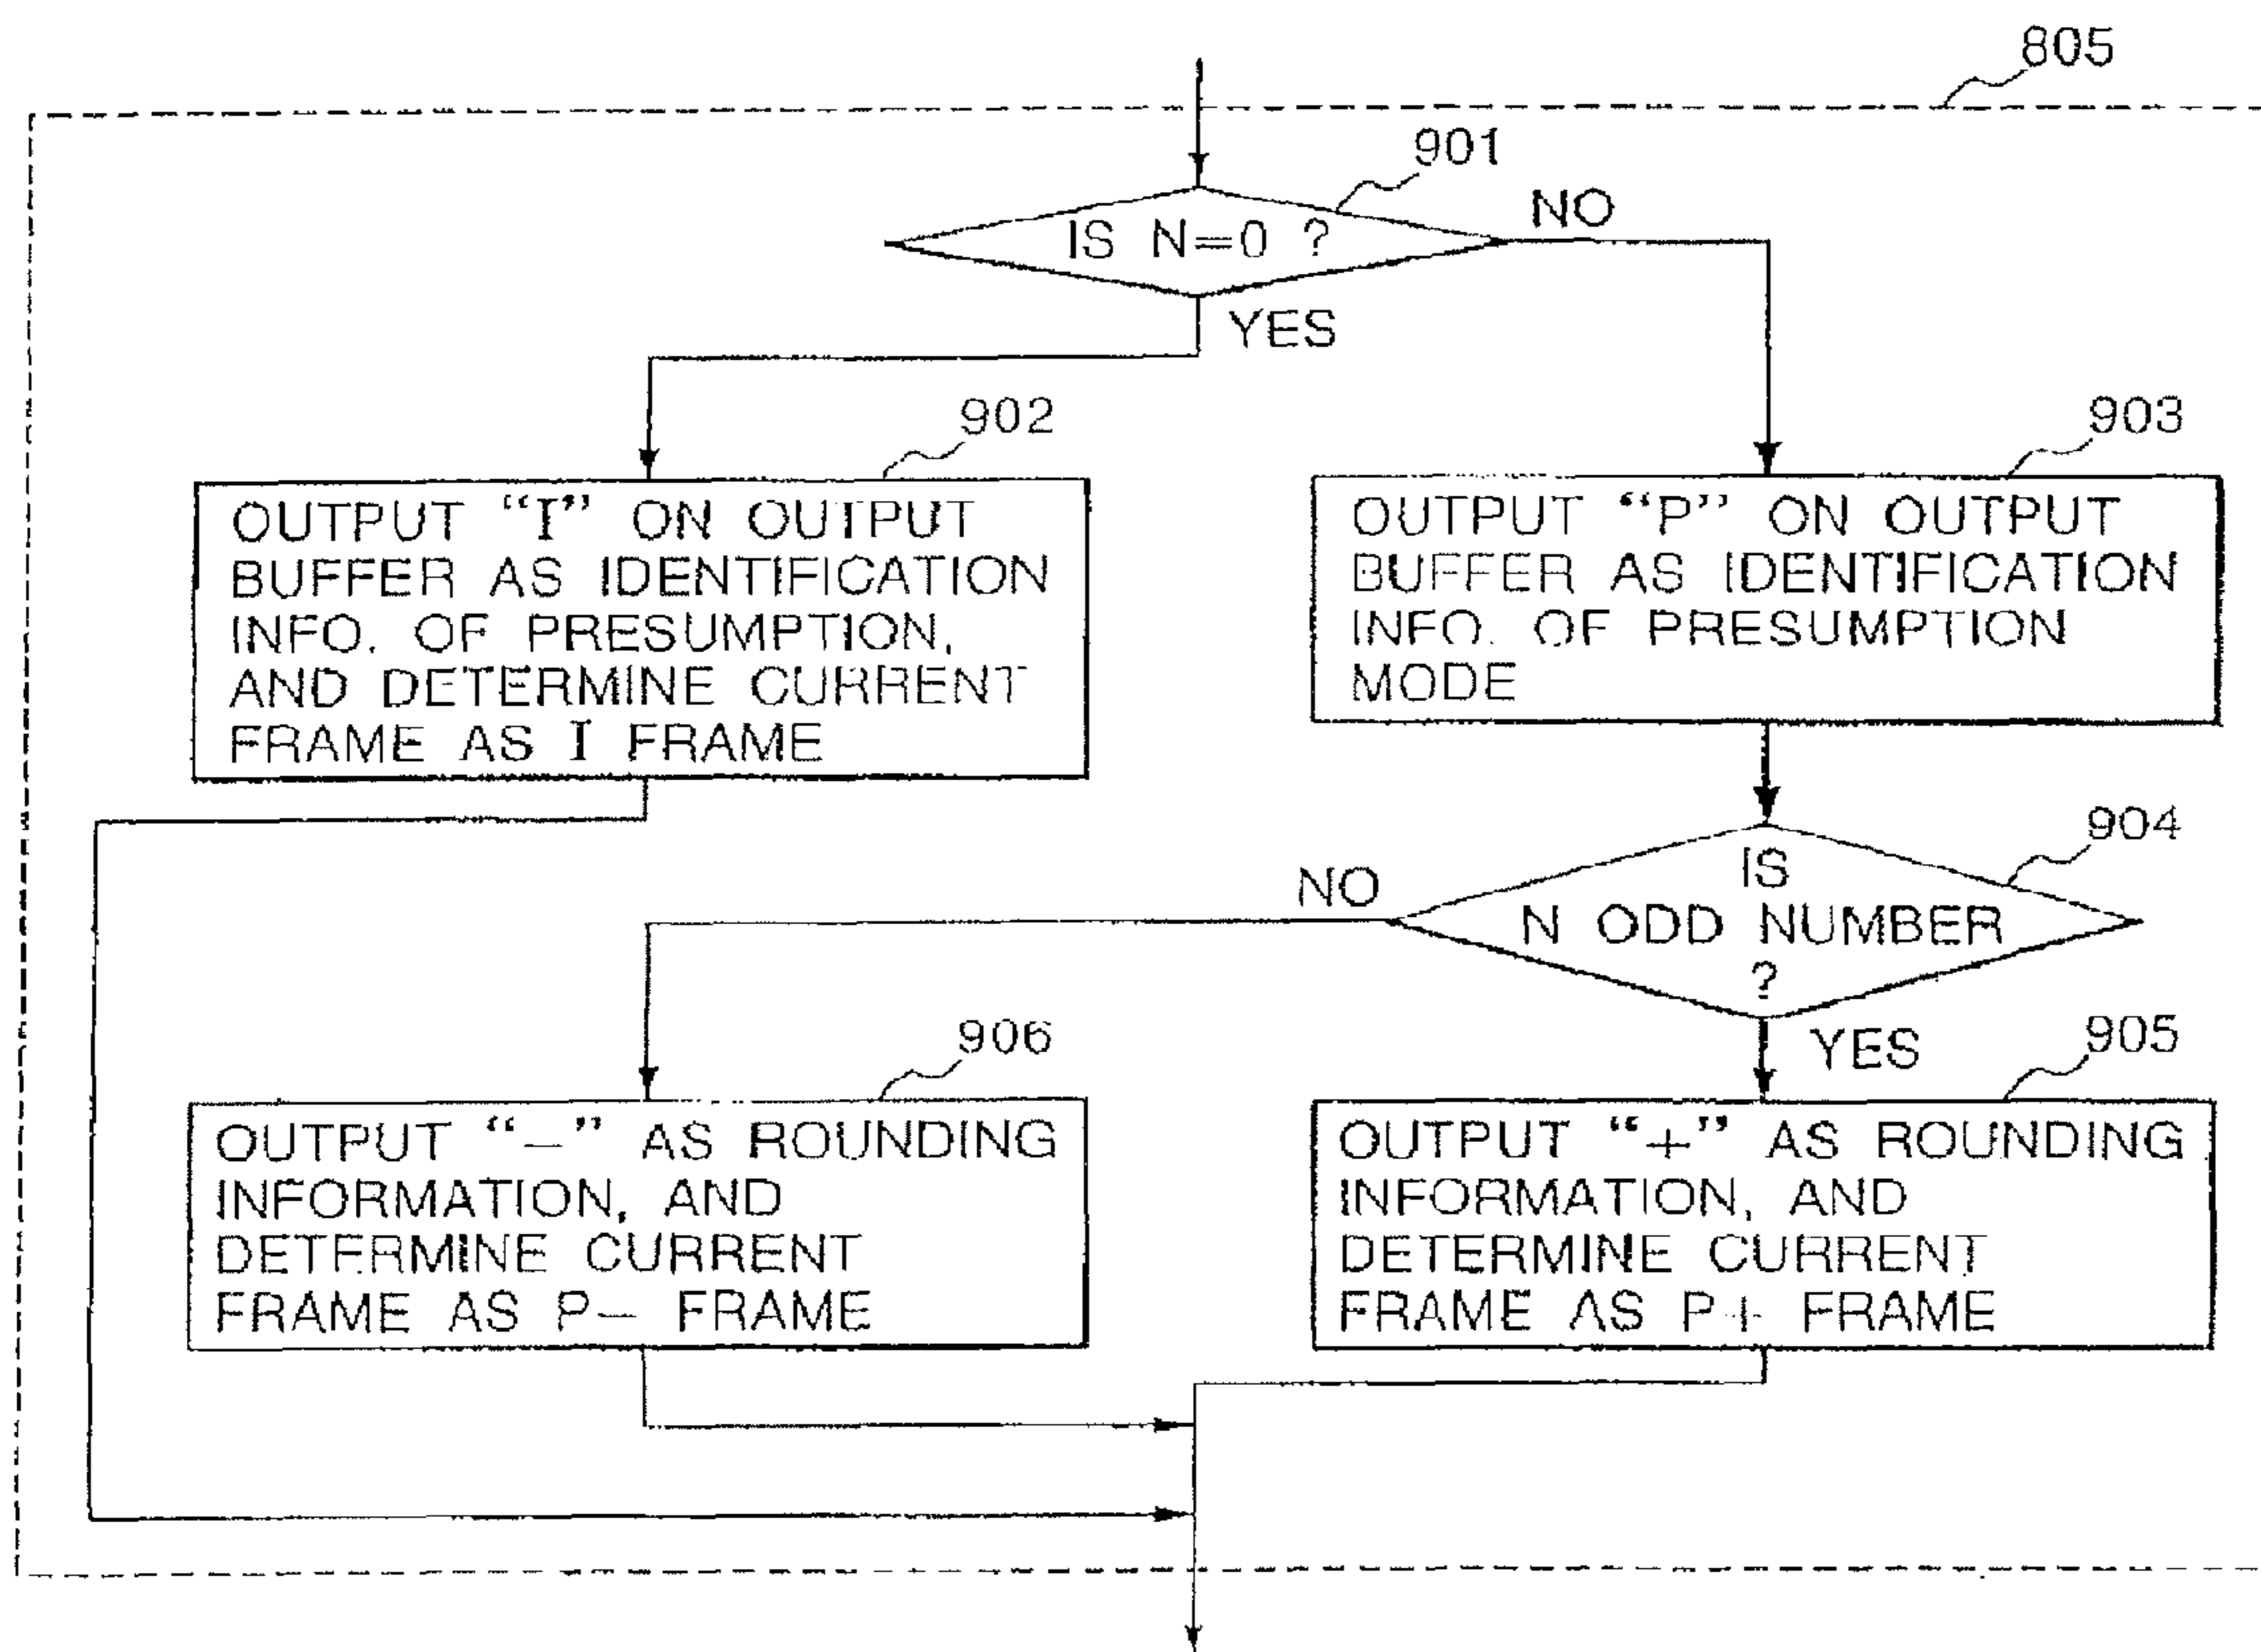 805
901
IS N=0 ?
NO
YES
902
OUTPUT “I” ON OUTPUT
BUFFER AS IDENTIFICATION
INFO. OF PRESUMPTION,
AND DETERMINE CURRENT
FRAME AS I FRAME
903
OUTPUT “P” ON OUTPUT
BUFFER AS IDENTIFICATION
INFO. OF PRESUMPTION
MODE
904
IS
N ODD NUMBER
?
NO
YES
906
OUTPUT “−” AS ROUNDING
INFORMATION, AND
DETERMINE CURRENT
FRAME AS P− FRAME
905
OUTPUT “+” AS ROUNDING
INFORMATION, AND
DETERMINE CURRENT
FRAME AS P+ FRAME